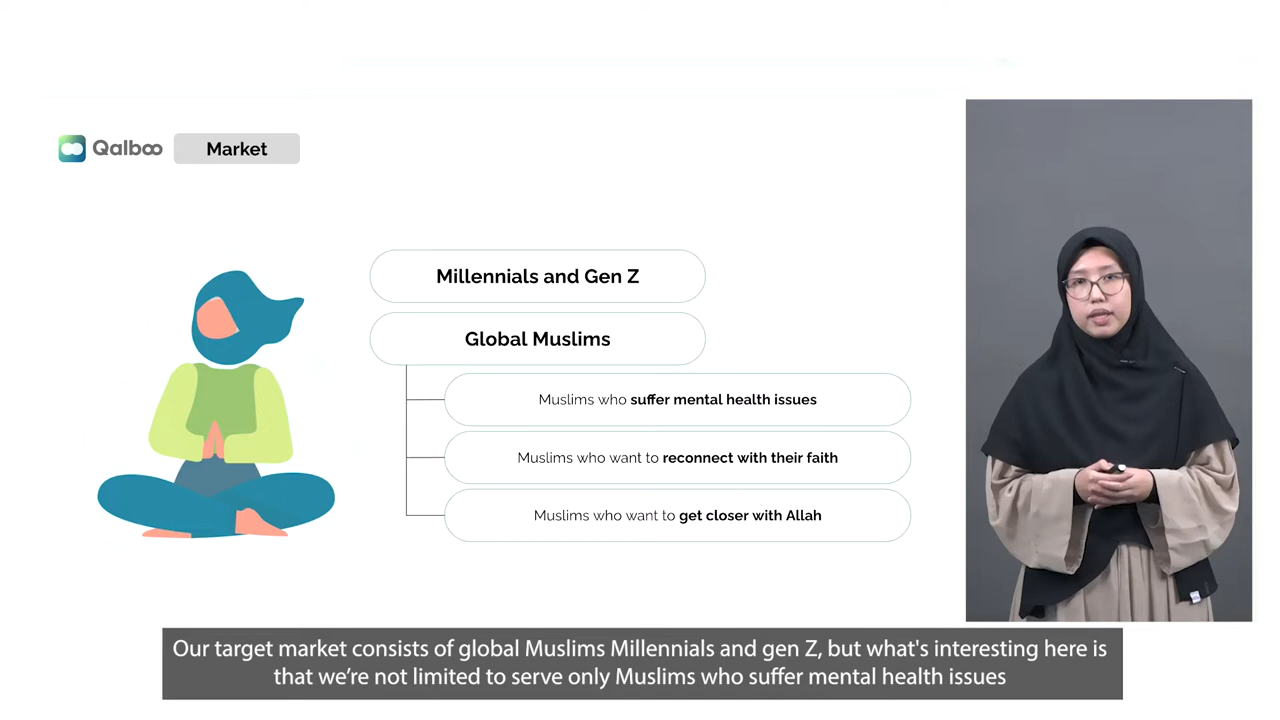 Qalboo
Market
Millennials and Gen Z
Global Muslims
Muslims who suffer mental health issues
Muslims who want to reconnect with their faith
Muslims who want to get closer with Allah
Our target market consists of global Muslims Millennials and gen Z, but what's interesting here is
that we’re not limited to serve only Muslims who suffer mental health issues